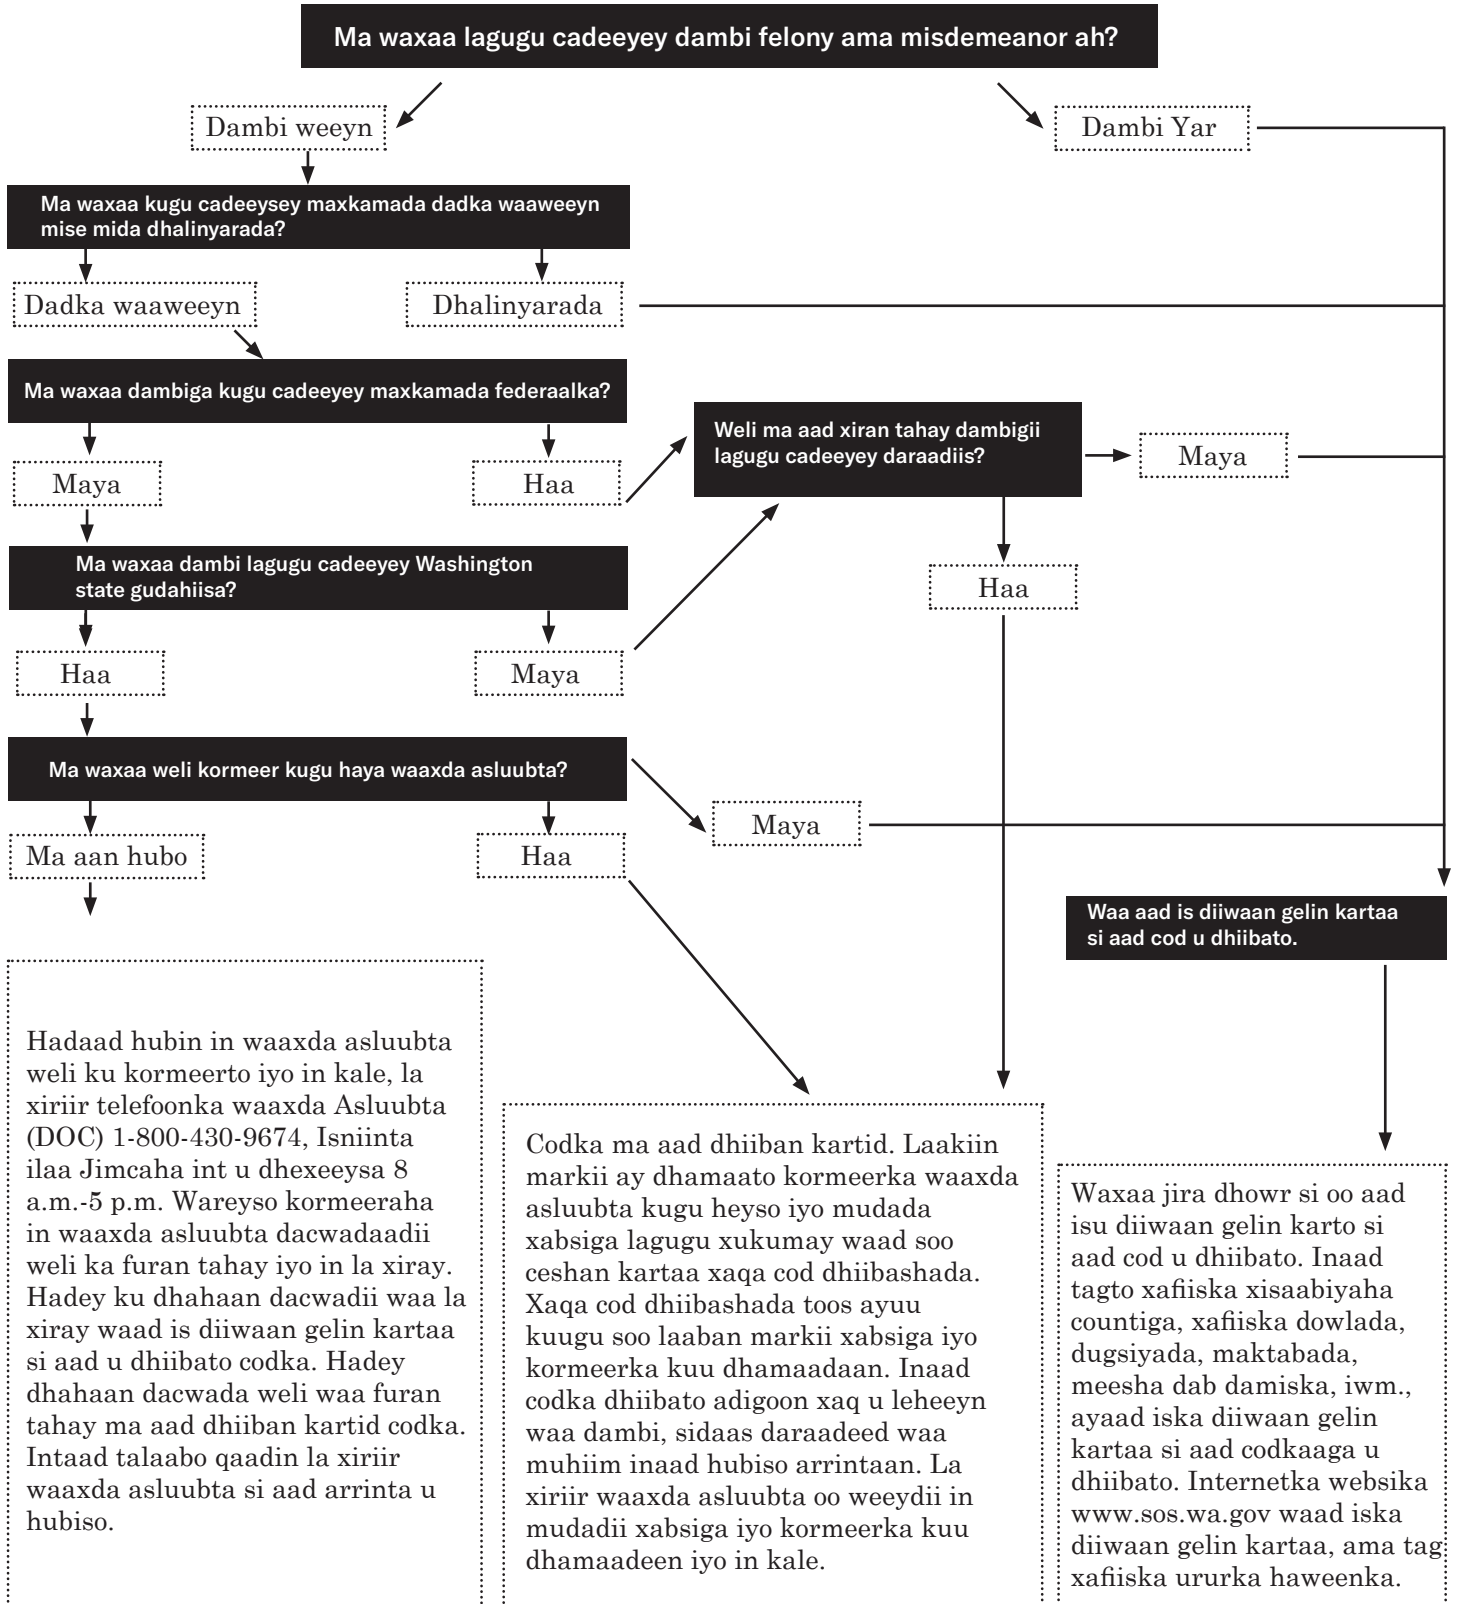 Ma waxaa lagugu cadeeyey dambi felony ama misdemeanor ah?
Dambi weeyn
Dambi Yar
Ma waxaa kugu cadeeysey maxkamada dadka waaweeyn
mise mida dhalinyarada?
Dadka waaweeyn
Dhalinyarada
Ma waxaa dambiga kugu cadeeyey maxkamada federaalka?
Weli ma aad xiran tahay dambigii
lagugu cadeeyey daraadiis?
Maya
Maya
Haa
Ma waxaa dambi lagugu cadeeyey Washington
state gudahiisa?
Haa
Haa
Maya
Ma waxaa weli kormeer kugu haya waaxda asluubta?
Maya
Ma aan hubo
Haa
Waa aad is diiwaan gelin kartaa
si aad cod u dhiibato.
Hadaad hubin in waaxda asluubta
weli ku kormeerto iyo in kale, la
xiriir telefoonka waaxda Asluubta
(DOC) 1-800-430-9674, Isniinta
ilaa Jimcaha int u dhexeeysa 8
a.m.-5 p.m. Wareyso kormeeraha
in waaxda asluubta dacwadaadii
weli ka furan tahay iyo in la xiray.
Hadey ku dhahaan dacwadii waa la
xiray waad is diiwaan gelin kartaa
si aad u dhiibato codka. Hadey
dhahaan dacwada weli waa furan
tahay ma aad dhiiban kartid codka.
Intaad talaabo qaadin la xiriir
waaxda asluubta si aad arrinta u
hubiso.
Codka ma aad dhiiban kartid. Laakiin
markii ay dhamaato kormeerka waaxda
asluubta kugu heyso iyo mudada
xabsiga lagugu xukumay waad soo
ceshan kartaa xaqa cod dhiibashada.
Xaqa cod dhiibashada toos ayuu
kuugu soo laaban markii xabsiga iyo
kormeerka kuu dhamaadaan. Inaad
codka dhiibato adigoon xaq u leheeyn
waa dambi, sidaas daraadeed waa
muhiim inaad hubiso arrintaan. La
xiriir waaxda asluubta oo weeydii in
mudadii xabsiga iyo kormeerka kuu
dhamaadeen iyo in kale.
Waxaa jira dhowr si oo aad
isu diiwaan gelin karto si
aad cod u dhiibato. Inaad
tagto xafiiska xisaabiyaha
countiga, xafiiska dowlada,
dugsiyada, maktabada,
meesha dab damiska, iwm.,
ayaad iska diiwaan gelin
kartaa si aad codkaaga u
dhiibato. Internetka websika
www.sos.wa.gov waad iska
diiwaan gelin kartaa, ama tag
xafiiska ururka haweenka.